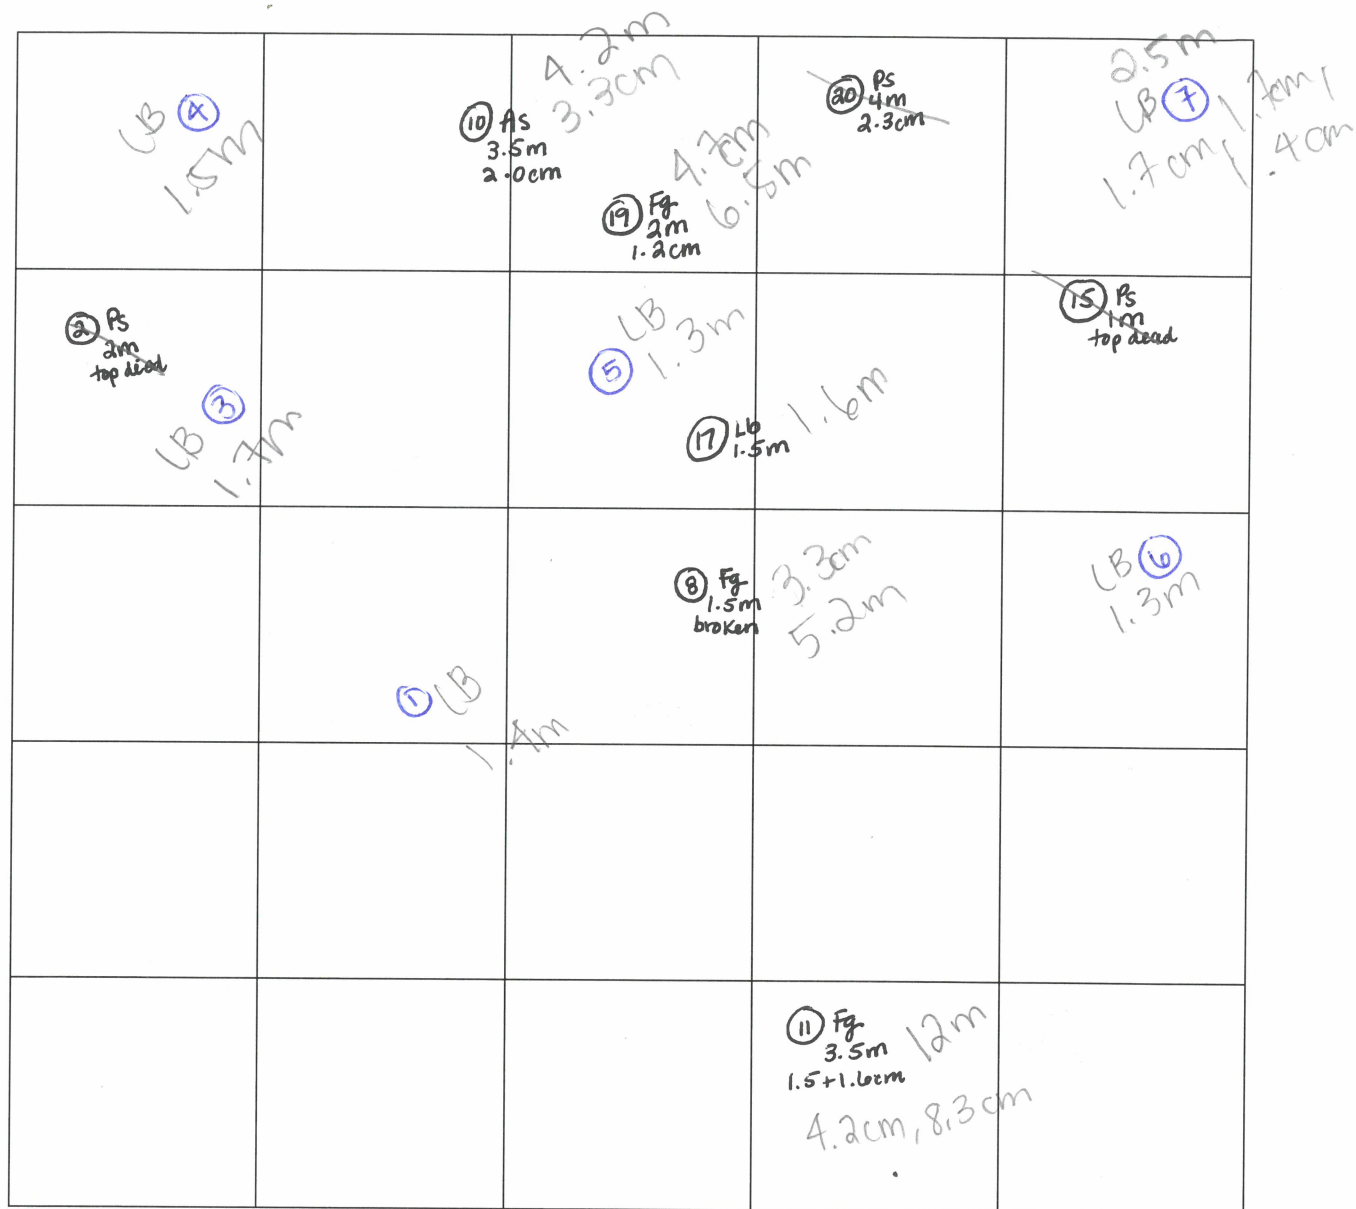 4.2m
3.3cm
2.5m
LB 4
1.5m
10 As
3.5m
2.0cm
20 Ps
4m
2.3cm
LB 7 1.7cm,
1.7cm, 1.4cm
4.7cm
6.5m
19 Fg
2m
1.2cm
2 Ps
2m
top dead
15 Ps
1m
top dead
LB
1.3m
5
LB 3
1.7m
17 Lb
1.5m
1.6m
8 Fg
1.5m
broken
3.3cm
5.2m
LB 6
1.3m
1 LB
1.4m
11 Fg
3.5m
1.5+1.6cm
12m
4.2cm, 8.3cm